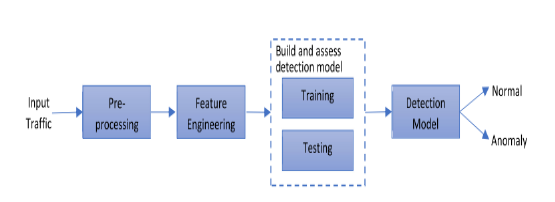 Input
Traffic
Pre-
processing
Feature
Engineering
Build and assess
detection model
Training
Testing
Detection
Model
Normal
Anomaly